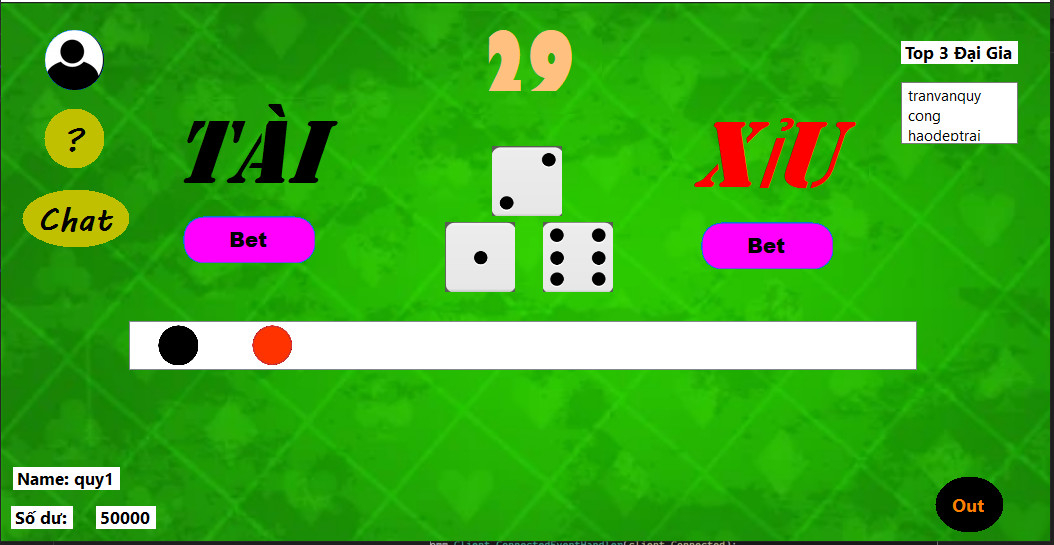 29
Top 3 Đại Gia
tranvanquy
cong
haodeptrai
?
TÀI
XỈU
Chat
Bet
Bet
Name: quy1
Số dư: 50000
Out